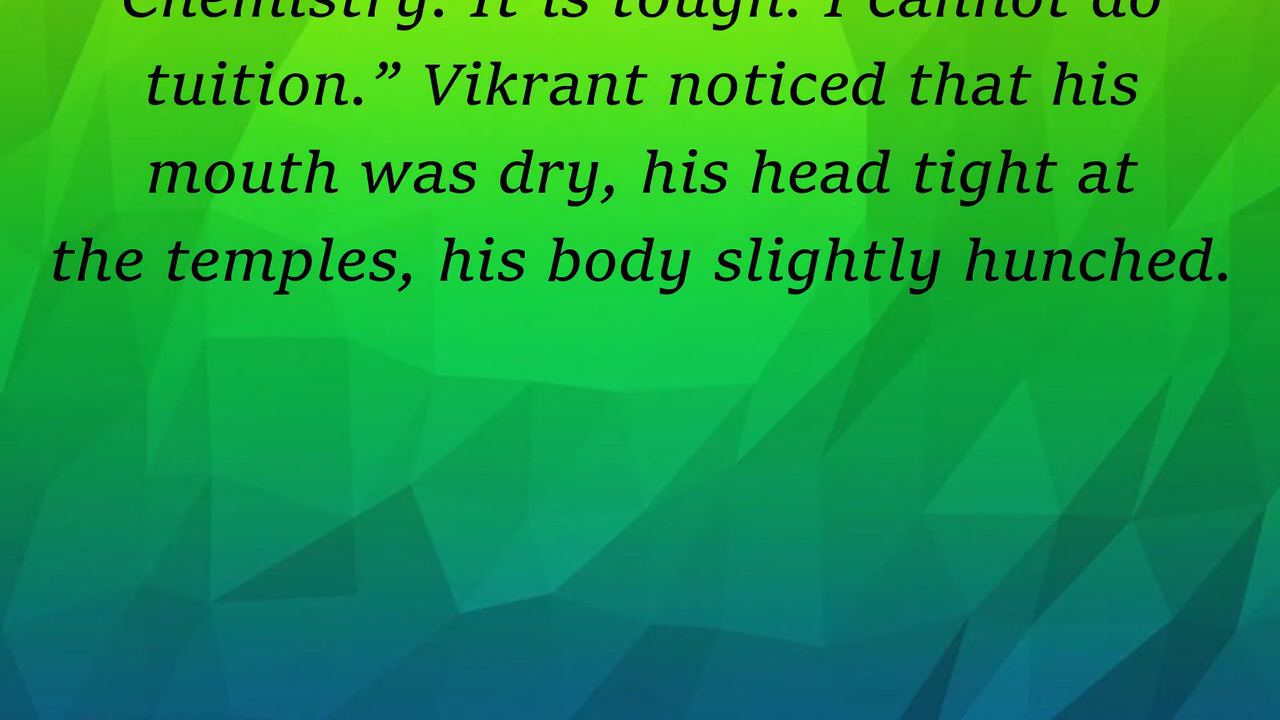 Chemistry. It is tough. I cannot do
tuition.” Vikrant noticed that his
mouth was dry, his head tight at
the temples, his body slightly hunched.